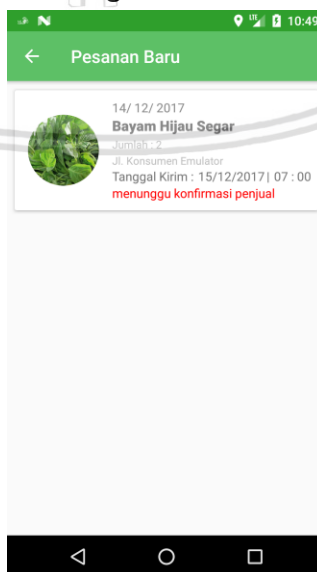 10:49
Pesanan Baru
14/ 12/ 2017
Bayam Hijau Segar
Jumlah : 2
Jl. Konsumen Emulator
Tanggal Kirim : 15/12/2017| 07 : 00
menunggu konfirmasi penjual